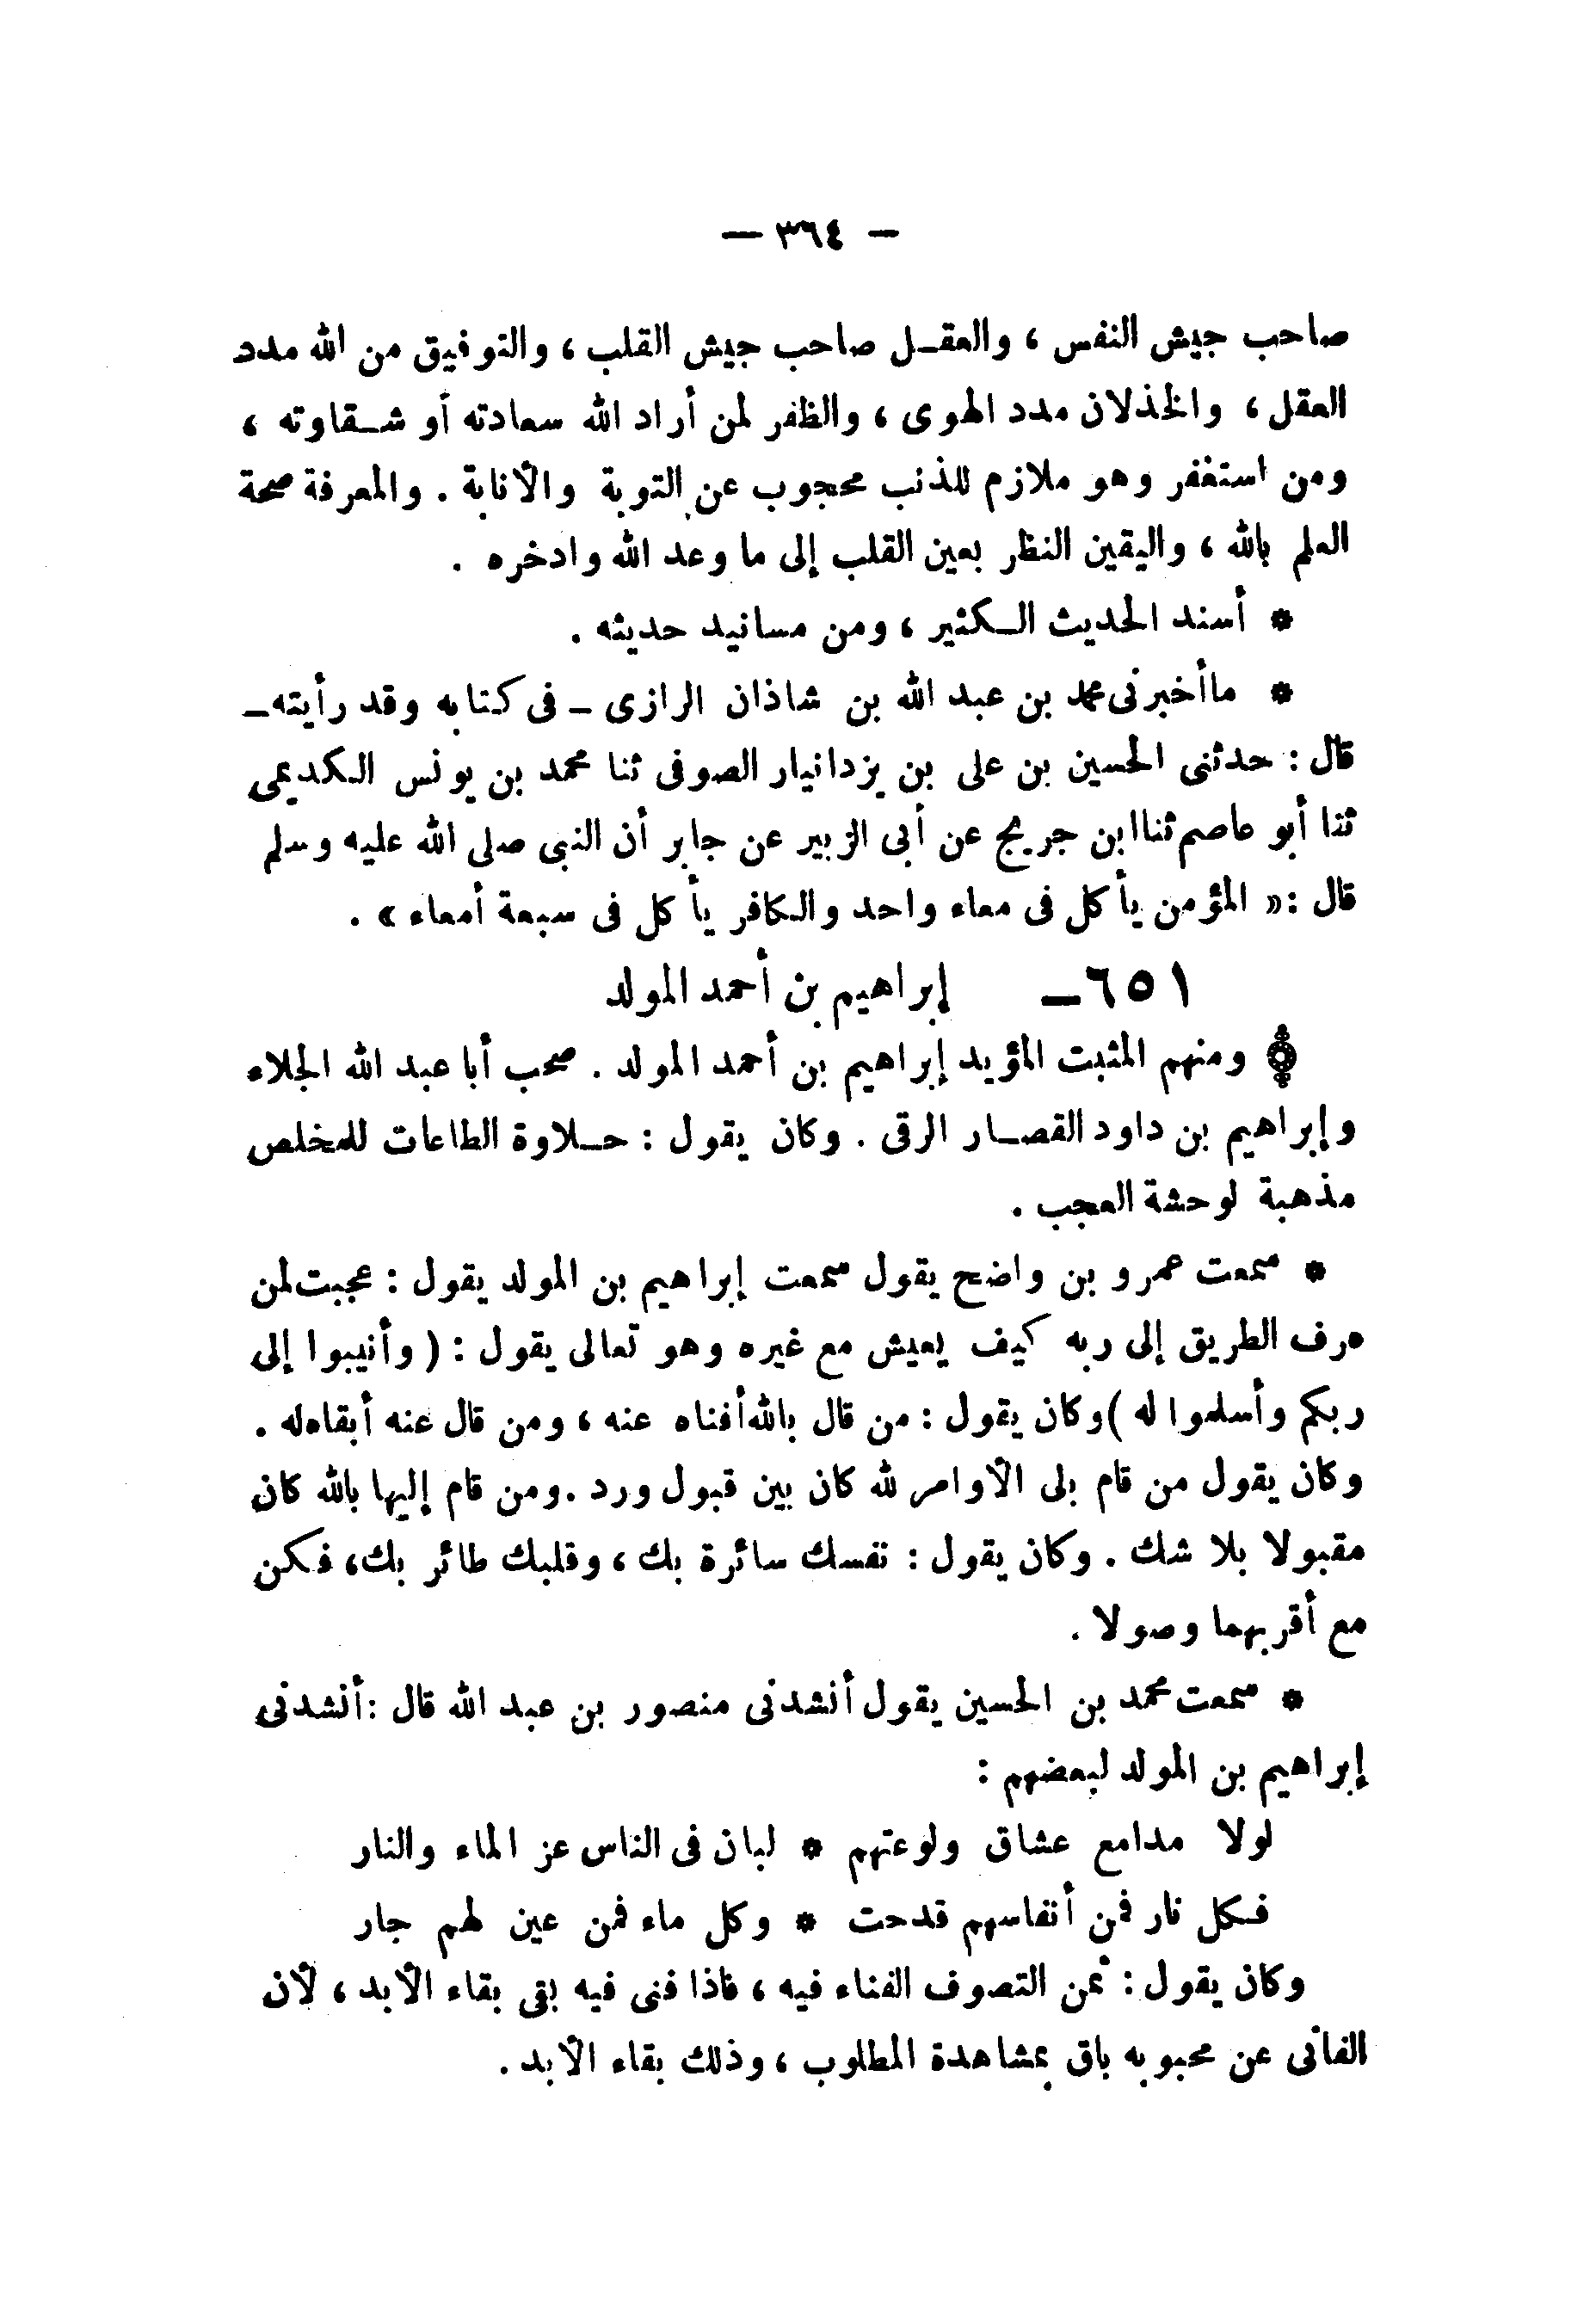 — ٣٦٤ —
صاحب جيش النفس ، والعقل صاحب جيش القلب ، والتوفيق من الله مدد
العقل ، والخذلان مدد الهوى ، والظفر لمن أراد الله سعادته أو شقاوته ،
ومن استغفر وهو ملازم للذنب محجوب عن التوبة والأنابة . والمعرفة صحة
العلم بالله ، واليقين النظر بعين القلب إلى ما وعد الله وادخره .
* أسند الحديث الكثير ، ومن مسانيد حديثه .
* ماأخبرنى محمد بن عبد الله بن شاذان الرازى - فى كتابه وقد رأيته -
قال : حدثنى الحسين بن على بن يزدانيار الصوفى ثنا محمد بن يونس الكديمى
ثنا أبو عاصم ثنا ابن جريج عن أبى الزبير عن جابر أن النبى صلى الله عليه وسلم
قال : « المؤمن يأكل فى معاء واحد والكافر يأكل فى سبعة أمعاء » .
٦٥١ - إبراهيم بن أحمد المولد
ومنهم المثبت المؤيد إبراهيم بن أحمد المولد . صحب أبا عبد الله الجلاء
وإبراهيم بن داود القصار الرقى . وكان يقول : حلاوة الطاعات للمخلص
مذهبة لوحشة العجب .
* سمعت عمرو بن واضح يقول سمعت إبراهيم بن المولد يقول : عجبت لمن
عرف الطريق إلى ربه كيف يعيش مع غيره وهو تعالى يقول : ( وأنيبوا إلى
ربكم وأسلموا له ) وكان يقول : من قال بالله أفناه عنه ، ومن قال عنه أبقاه له .
وكان يقول من قام بلى الأوامر لله كان بين قبول ورد . ومن قام إليها بالله كان
مقبولا بلا شك . وكان يقول : نفسك سائرة بك ، وقلبك طائر بك ، فكن
مع أقربهما وصولا .
* سمعت محمد بن الحسين يقول أنشدنى منصور بن عبد الله قال : أنشدنى
إبراهيم بن المولد لبعضهم :
لولا مدامع عشاق ولوعتهم * لبان فى الناس عز الماء والنار
فكل نار فمن أنفاسهم قدحت * وكل ماء فمن عين لهم جار
وكان يقول : ثمن التصوف الفناء فيه ، فاذا فنى فيه بقى بقاء الأبد ، لأن
الفانى عن محبوبه باق بمشاهدة المطلوب ، وذلك بقاء الأبد .